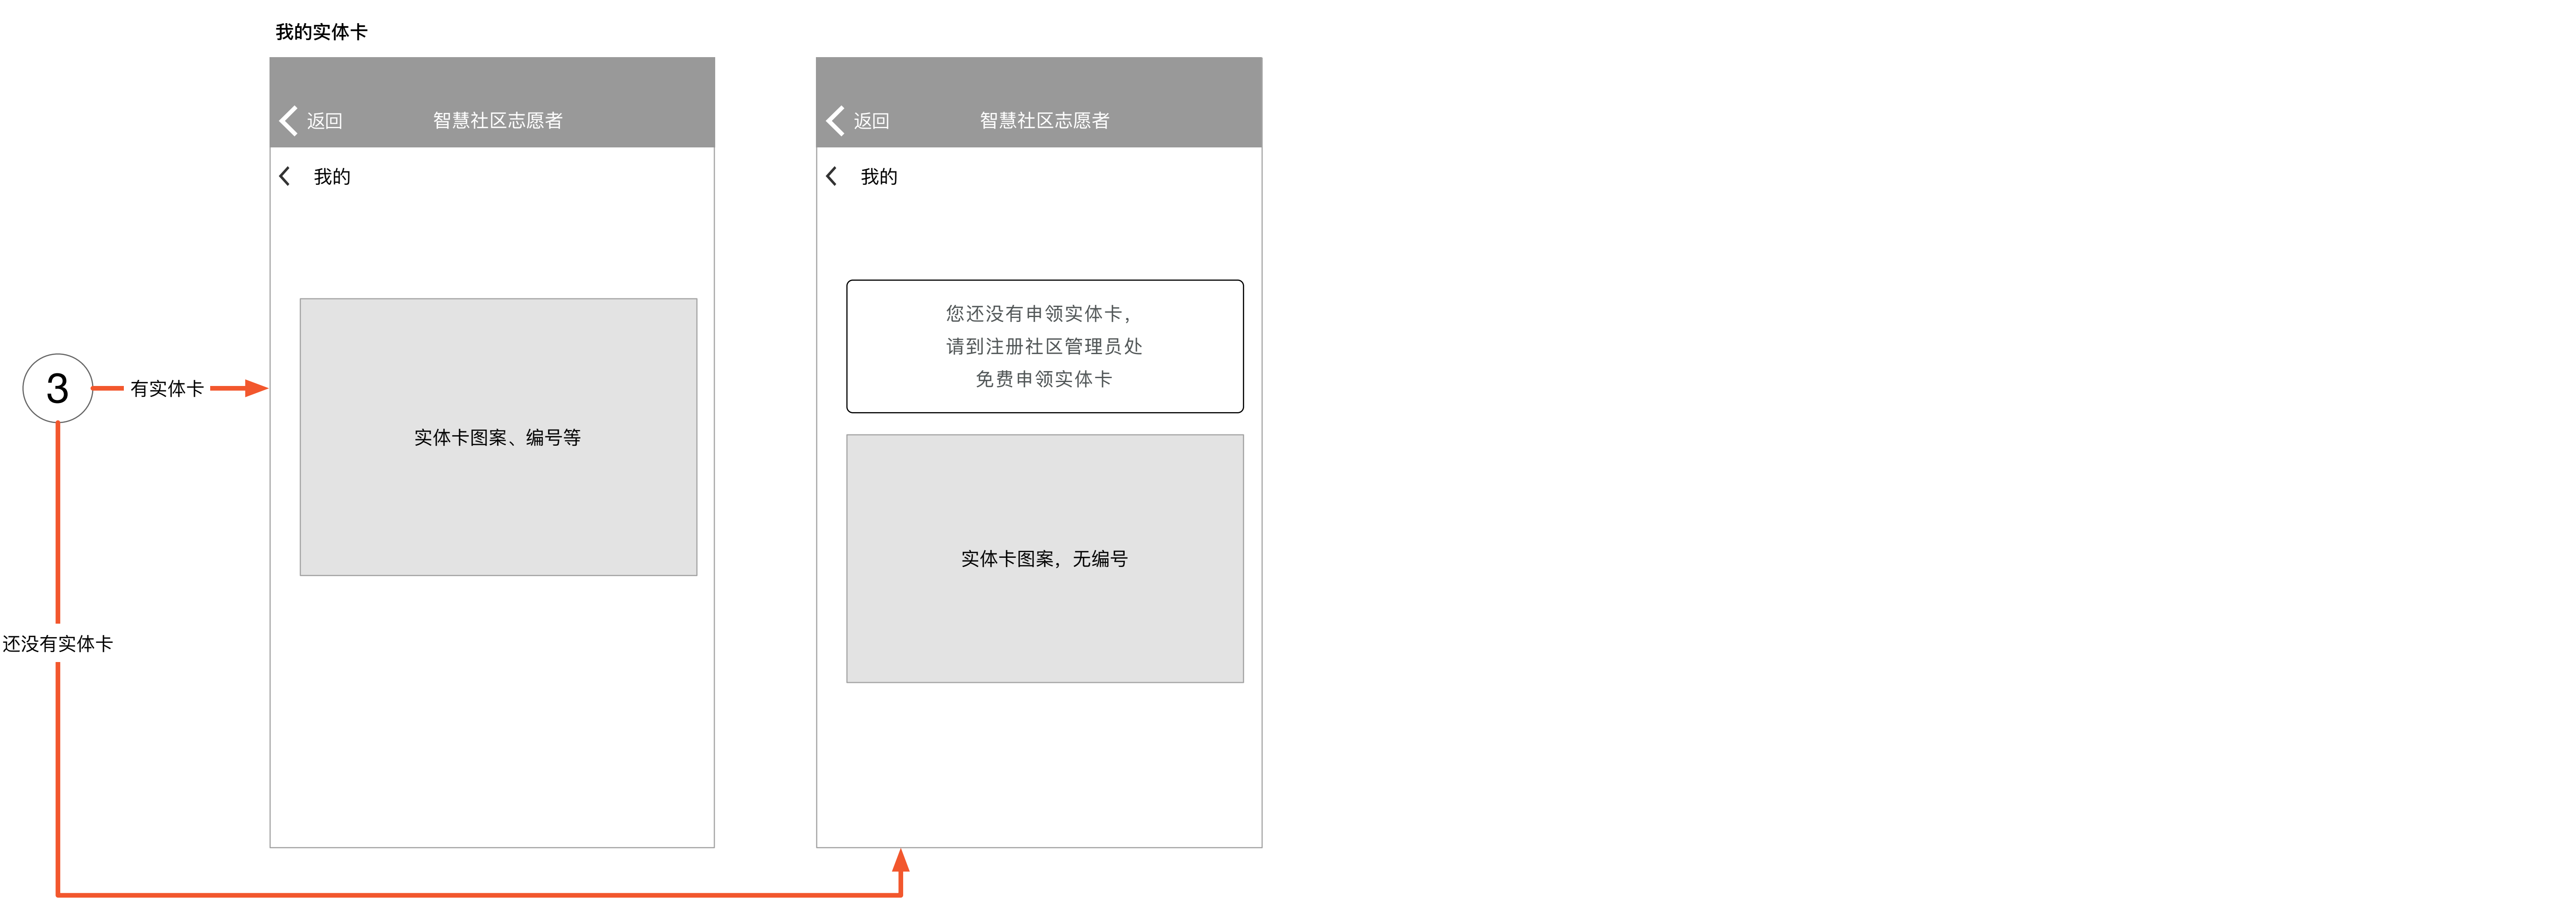 我的实体卡
返回
智慧社区志愿者
我的
实体卡图案、编号等
返回
智慧社区志愿者
我的
您还没有申领实体卡，
请到注册社区管理员处
免费申领实体卡
实体卡图案，无编号
3
有实体卡
还没有实体卡